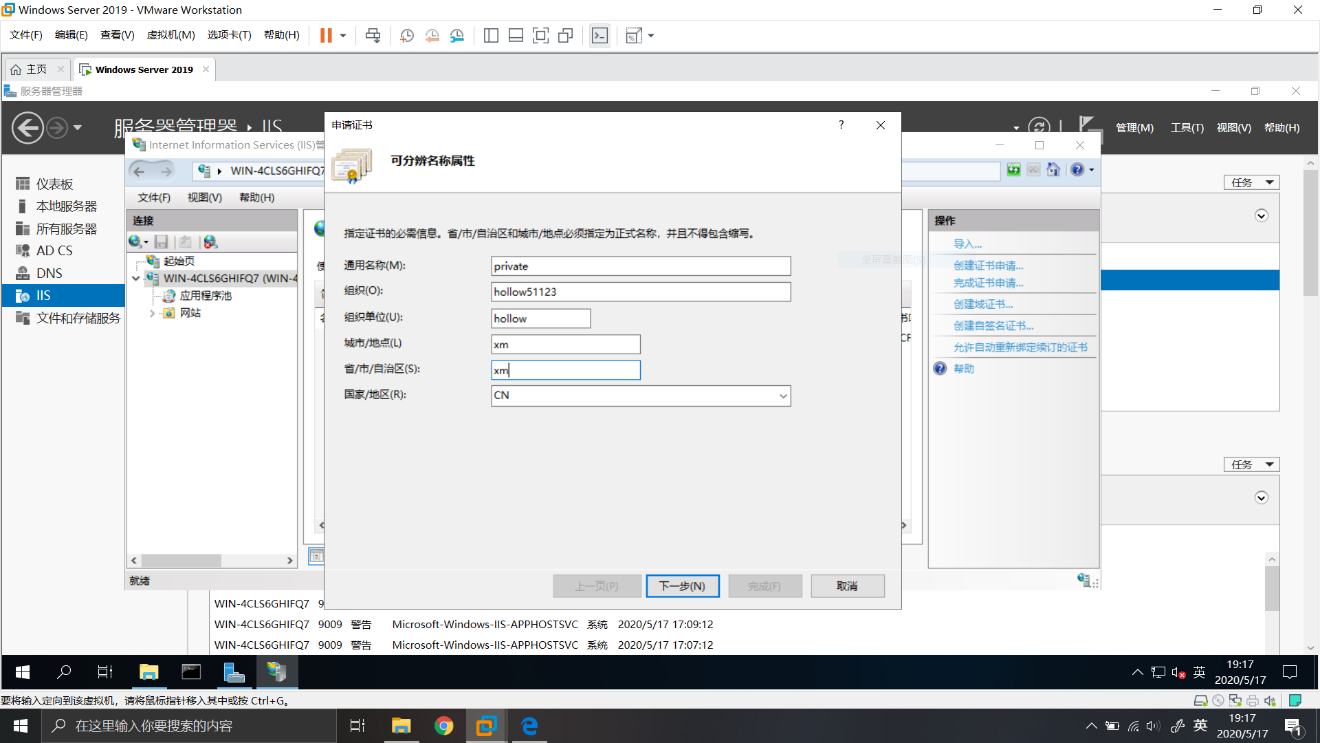 Windows Server 2019 - VMware Workstation
文件(F) 编辑(E) 查看(V) 虚拟机(M) 选项卡(T) 帮助(H)
主页 Windows Server 2019
服务器管理器
服务器管理器 IIS
管理(M) 工具(T) 视图(V) 帮助(H)
Internet Information Services (IIS)管
WIN-4CLS6GHIFQ7
文件(F) 视图(V) 帮助(H)
仪表板
本地服务器
所有服务器
AD CS
DNS
IIS
文件和存储服务
连接
起始页
WIN-4CLS6GHIFQ7 (WIN-4
应用程序池
网站
就绪
申请证书
?
可分辨名称属性
指定证书的必需信息。省/市/自治区和城市/地点必须指定为正式名称，并且不得包含缩写。
通用名称(M): private
组织(O): hollow51123
组织单位(U): hollow
城市/地点(L) xm
省/市/自治区(S): xm
国家/地区(R): CN
上一页(P) 下一步(N) 完成(F) 取消
操作
导入...
创建证书申请...
完成证书申请...
创建域证书...
创建自签名证书...
允许自动重新绑定续订的证书
帮助
任务
任务
WIN-4CLS6GHIFQ7 9
WIN-4CLS6GHIFQ7 9009 警告 Microsoft-Windows-IIS-APPHOSTSVC 系统 2020/5/17 17:09:12
WIN-4CLS6GHIFQ7 9009 警告 Microsoft-Windows-IIS-APPHOSTSVC 系统 2020/5/17 17:07:12
英 19:17
2020/5/17
要将输入定向到该虚拟机，请将鼠标指针移入其中或按 Ctrl+G。
在这里输入你要搜索的内容
英 19:17
2020/5/17
1